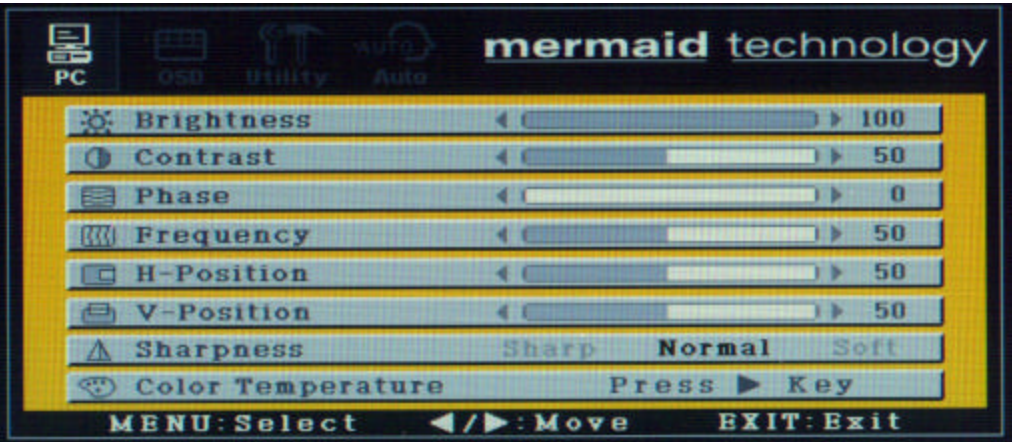 mermaid technology
AUTO
PC OSD Utility Auto
Brightness 100
Contrast 50
Phase 0
Frequency 50
H-Position 50
V-Position 50
Sharpness Sharp Normal Soft
Color Temperature Press ▶ Key
MENU:Select ◀/▶:Move EXIT:Exit